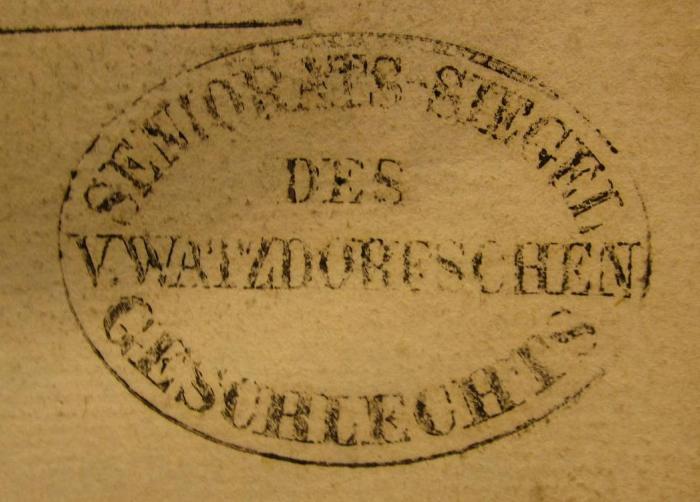 SENIORATS-SIEGEL
DES
V. WATZDORFSCHEN
GESCHLECHTS